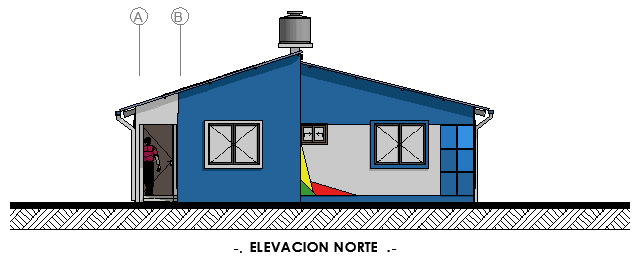 A B
-. ELEVACION NORTE .-